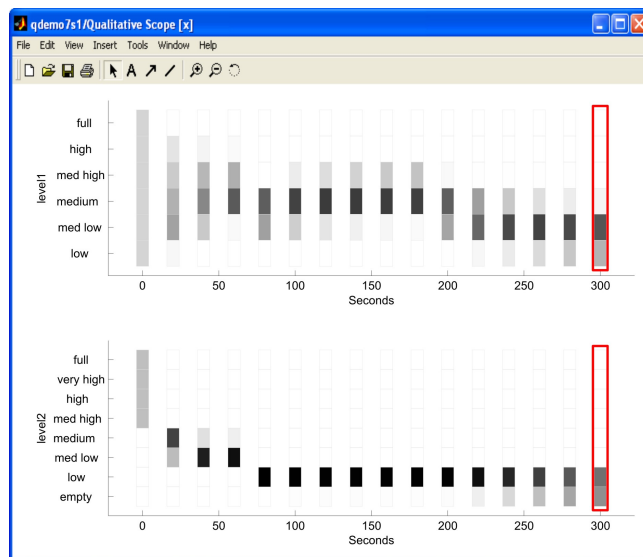 qdemo7s1/Qualitative Scope [x]
File Edit View Insert Tools Window Help
A
full
high
med high
medium
med low
low
level1
0 50 100 150 200 250 300
Seconds
full
very high
high
med high
medium
med low
low
empty
level2
0 50 100 150 200 250 300
Seconds